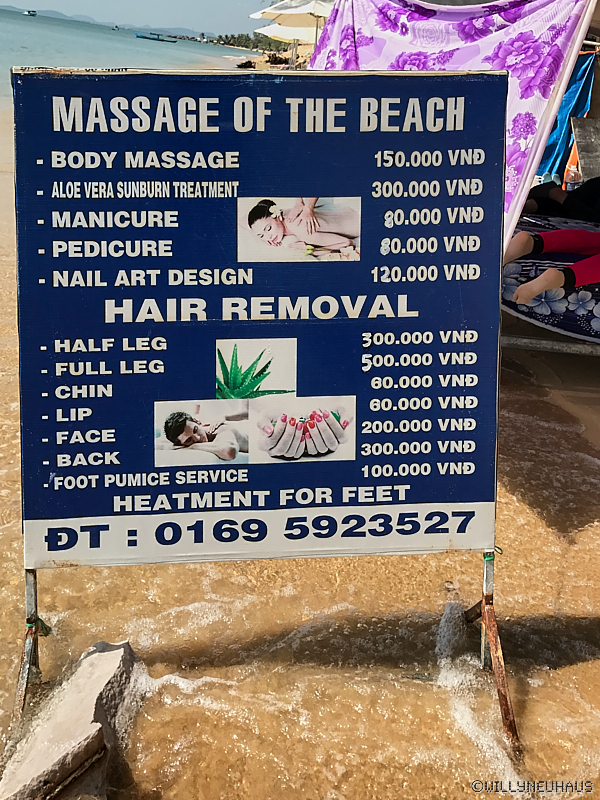 MASSAGE OF THE BEACH
- BODY MASSAGE 150.000 VNĐ
- ALOE VERA SUNBURN TREATMENT 300.000 VNĐ
- MANICURE 80.000 VNĐ
- PEDICURE 80.000 VNĐ
- NAIL ART DESIGN 120.000 VNĐ
HAIR REMOVAL
- HALF LEG 300.000 VNĐ
- FULL LEG 500.000 VNĐ
- CHIN 60.000 VNĐ
- LIP 60.000 VNĐ
- FACE 200.000 VNĐ
- BACK 300.000 VNĐ
- FOOT PUMICE SERVICE 100.000 VNĐ
HEATMENT FOR FEET
ĐT : 0169 5923527
©WILLYNEUHAUS